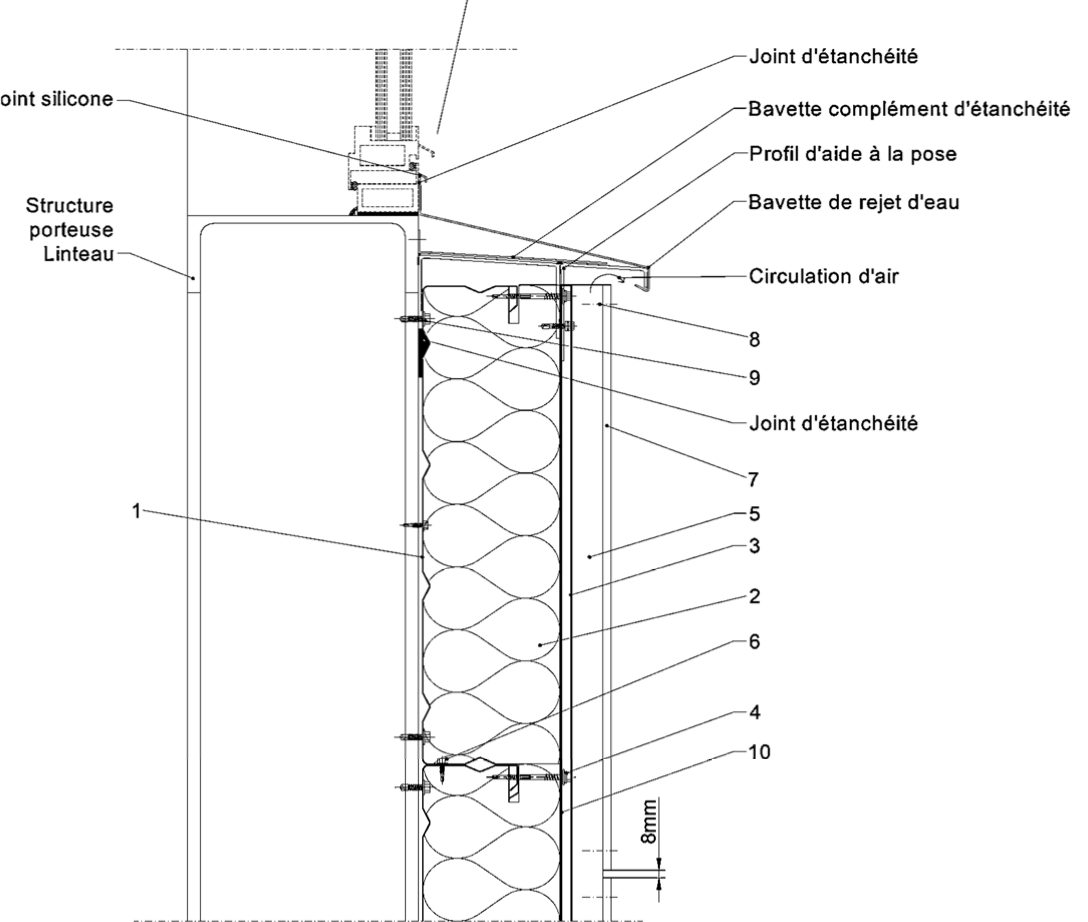 Joint d'étanchéité
oint silicone
Bavette complément d'étanchéité
Profil d'aide à la pose
Structure
porteuse
Linteau
Bavette de rejet d'eau
Circulation d'air
8
9
Joint d'étanchéité
7
1
5
3
2
6
4
10
8mm